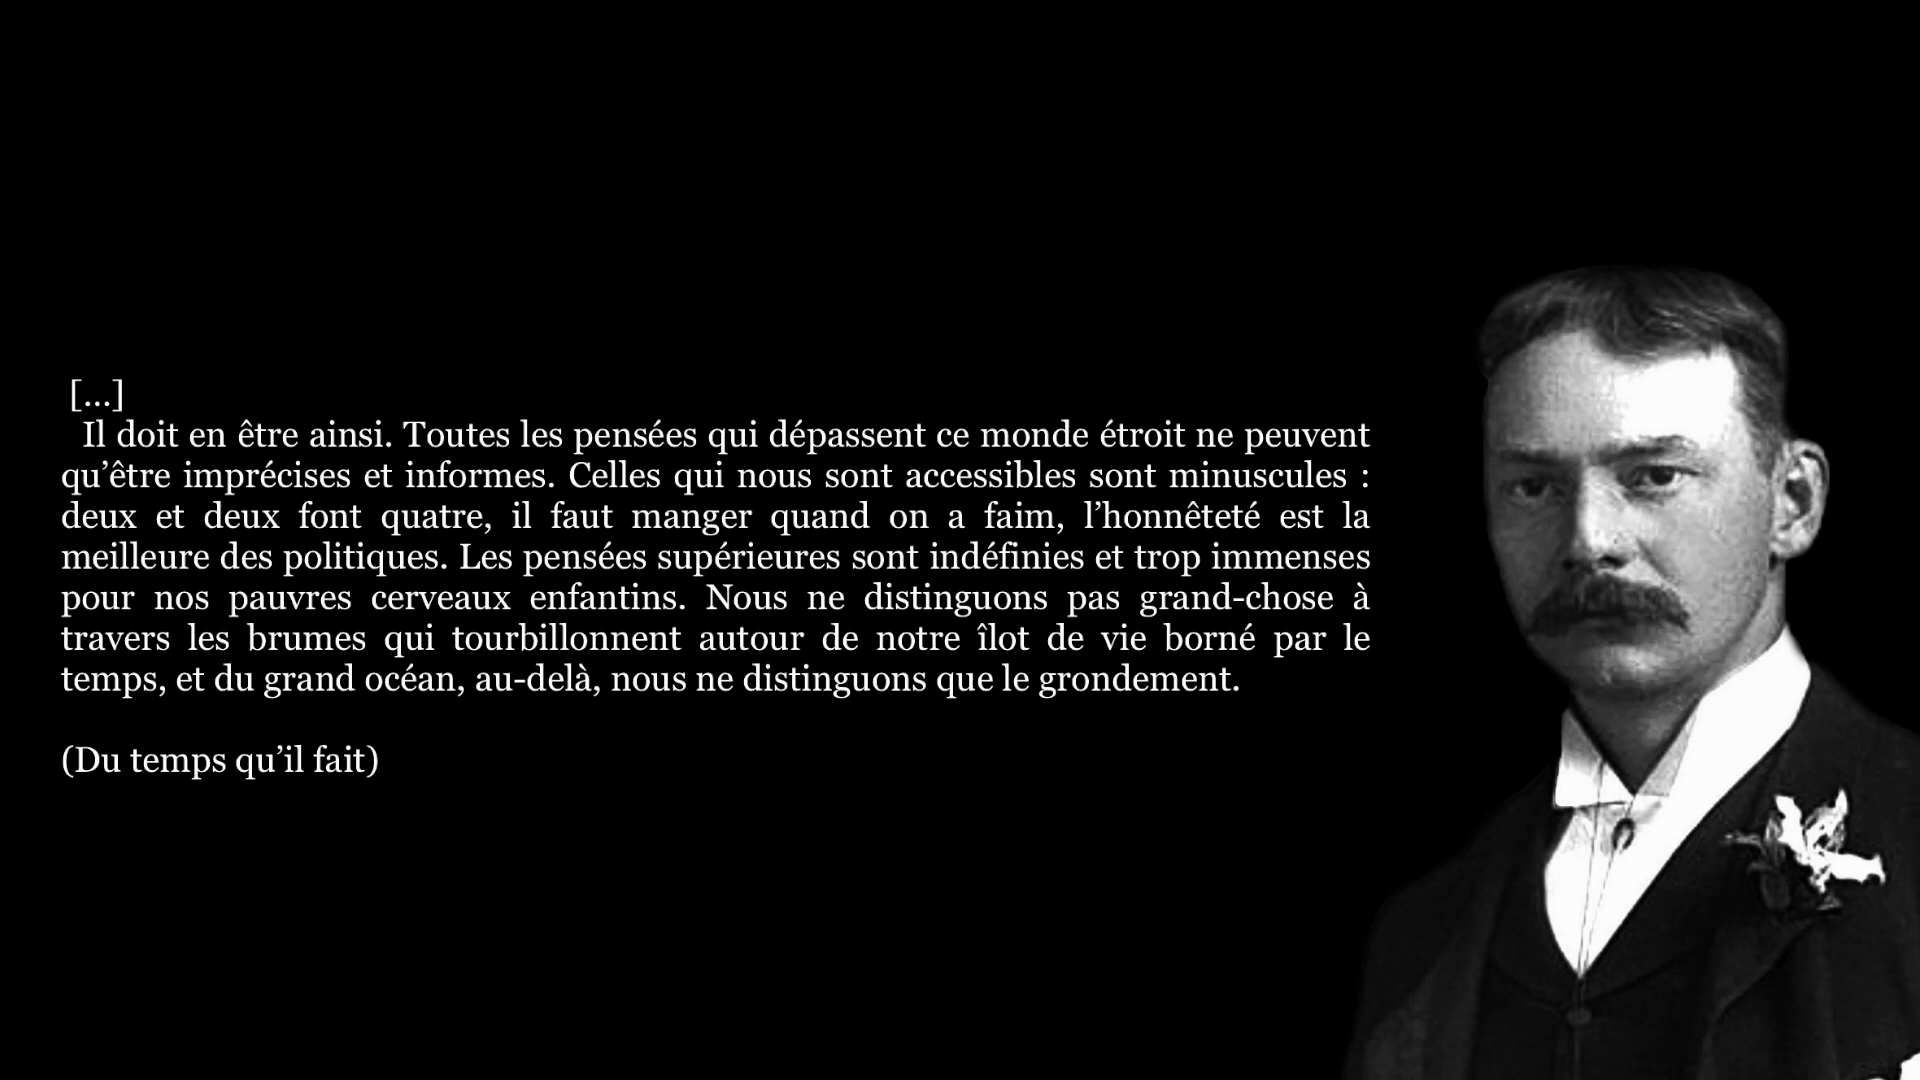 [...]
Il doit en être ainsi. Toutes les pensées qui dépassent ce monde étroit ne peuvent
qu’être imprécises et informes. Celles qui nous sont accessibles sont minuscules :
deux et deux font quatre, il faut manger quand on a faim, l’honnêteté est la
meilleure des politiques. Les pensées supérieures sont indéfinies et trop immenses
pour nos pauvres cerveaux enfantins. Nous ne distinguons pas grand-chose à
travers les brumes qui tourbillonnent autour de notre îlot de vie borné par le
temps, et du grand océan, au-delà, nous ne distinguons que le grondement.
(Du temps qu’il fait)